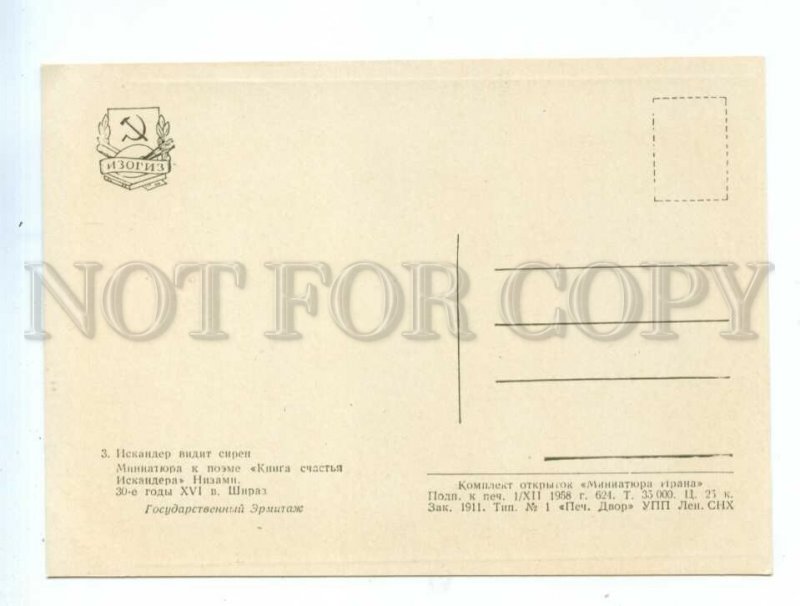 ИЗОГИЗ
NOT FOR COPY
3. Искандер видит сирен
Миниатюра к поэме «Книга счастья
Искандера» Низами.
30-е годы XVI в. Шираз
Государственный Эрмитаж
Комплект открыток «Миниатюра Ирана»
Подп. к печ. 1/XII 1958 г. 624. Т. 35 000. Ц. 25 к.
Зак. 1911. Тип. № 1 «Печ. Двор» УПП Лен. СНХ